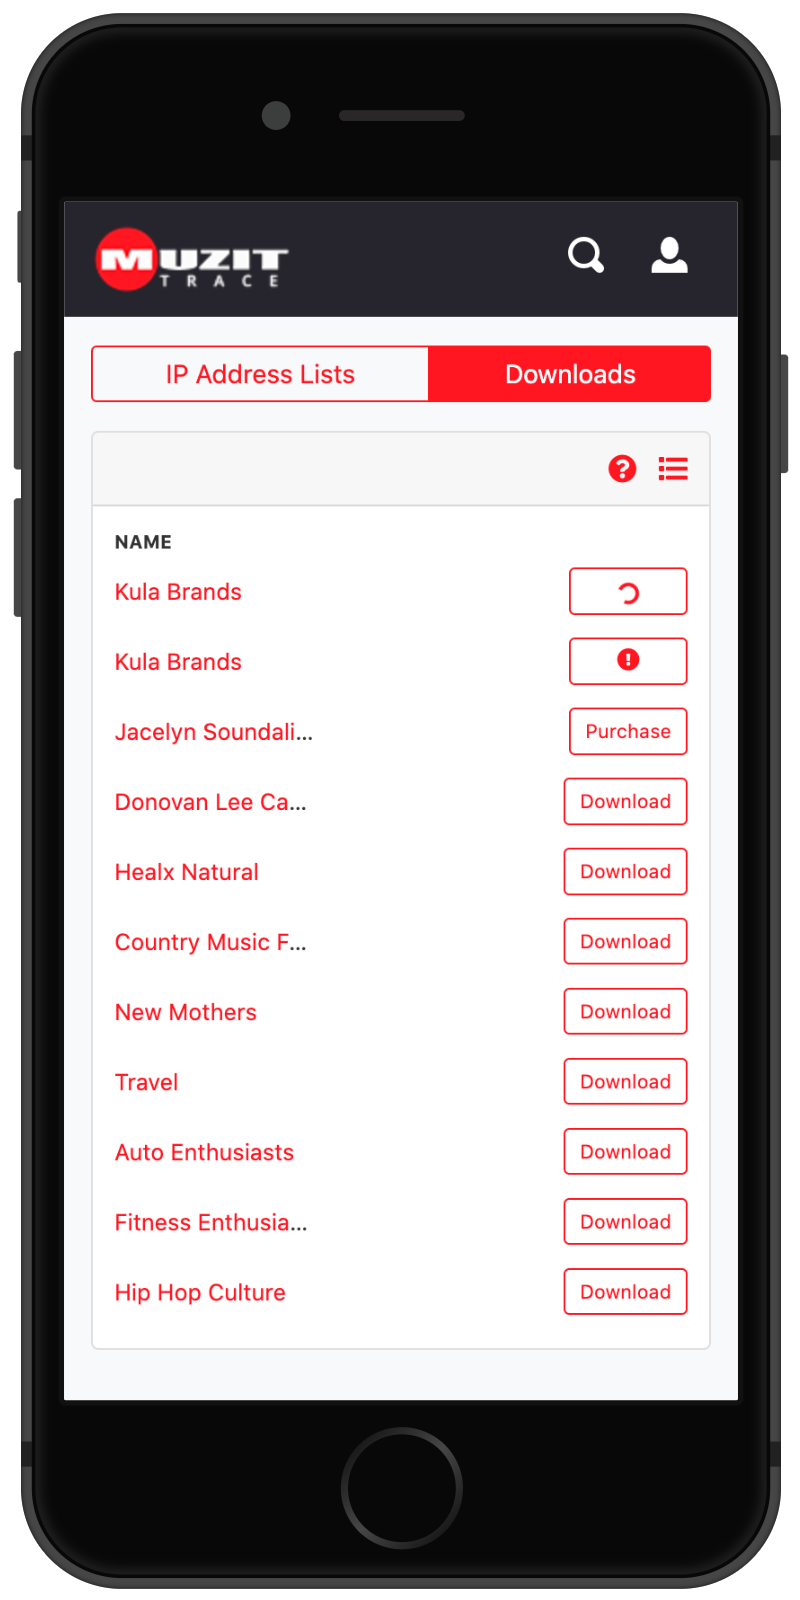 MUZIT
TRACE
IP Address Lists
Downloads
NAME
Kula Brands
Kula Brands
Jacelyn Soundali...
Purchase
Donovan Lee Ca...
Download
Healx Natural
Download
Country Music F...
Download
New Mothers
Download
Travel
Download
Auto Enthusiasts
Download
Fitness Enthusia...
Download
Hip Hop Culture
Download